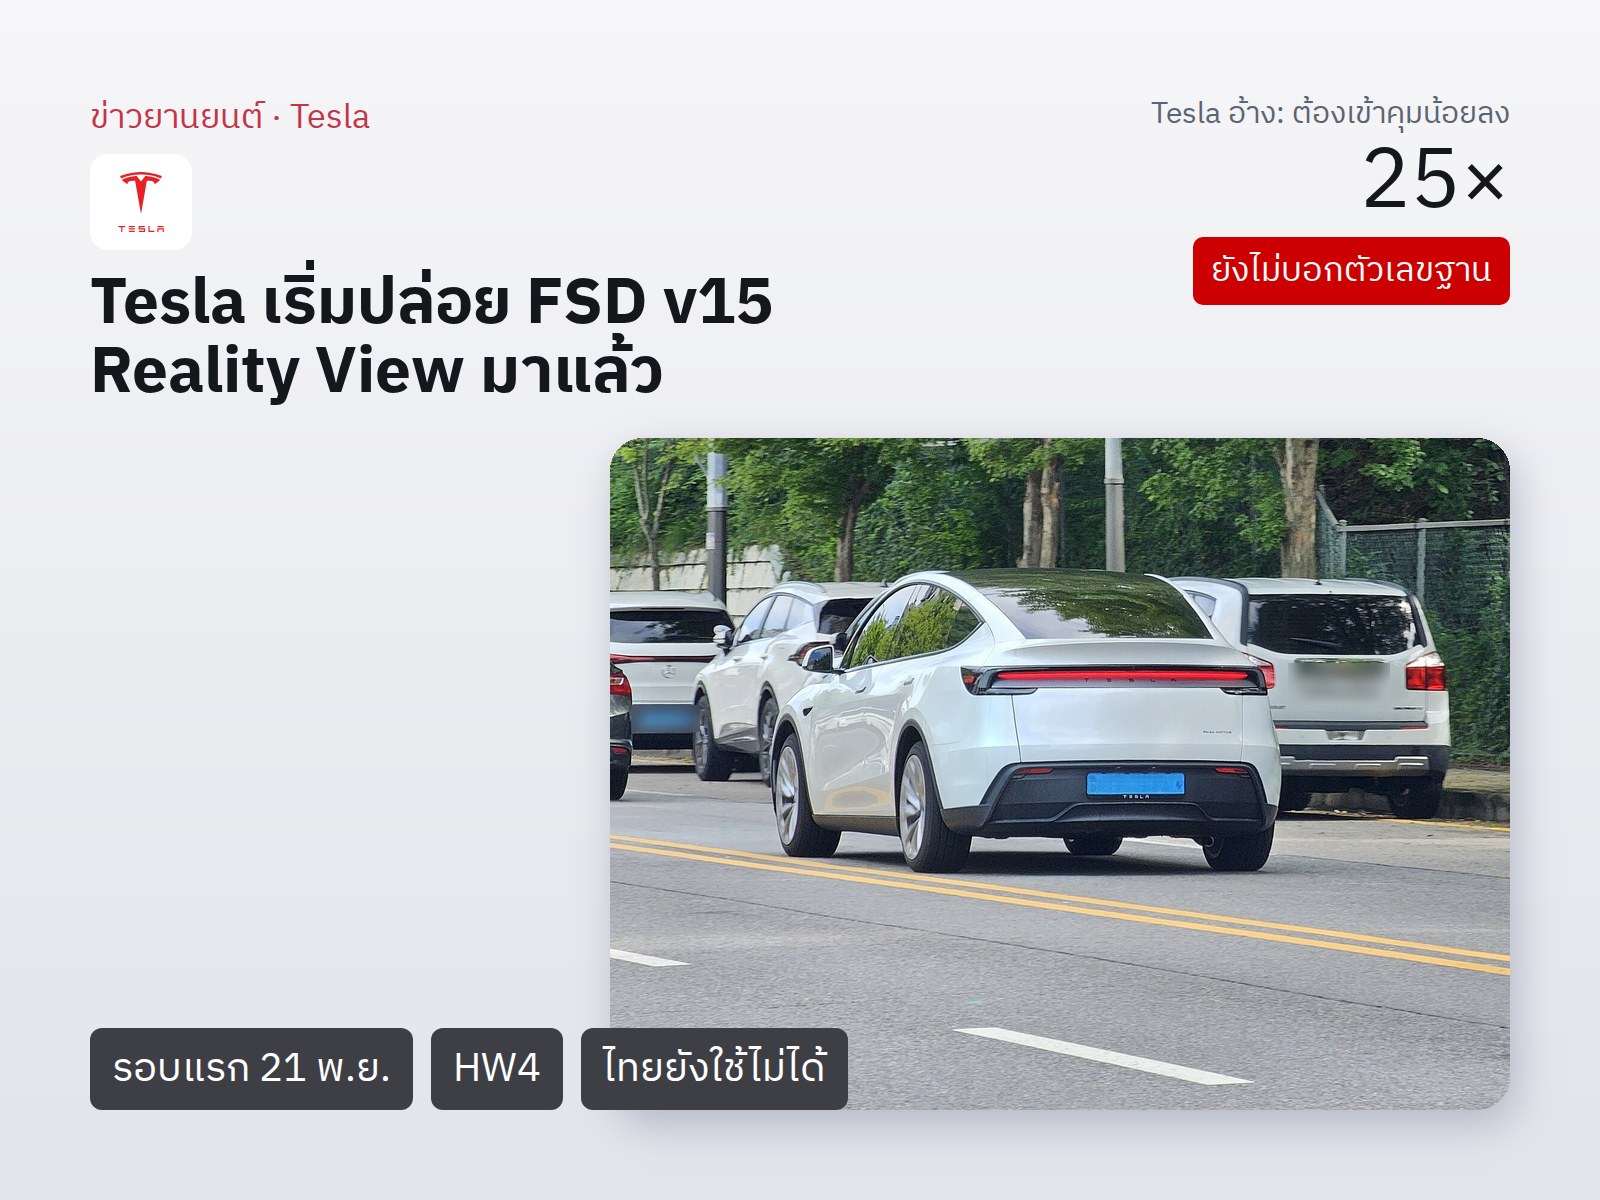 ข่าวยานยนต์ · Tesla
TESLA
Tesla เริ่มปล่อย FSD v15
Reality View มาแล้ว
Tesla อ้าง: ต้องเข้าคุมน้อยลง
25×
ยังไม่บอกตัวเลขฐาน
TESLA
TESLA
รอบแรก 21 พ.ย.
HW4
ไทยยังใช้ไม่ได้